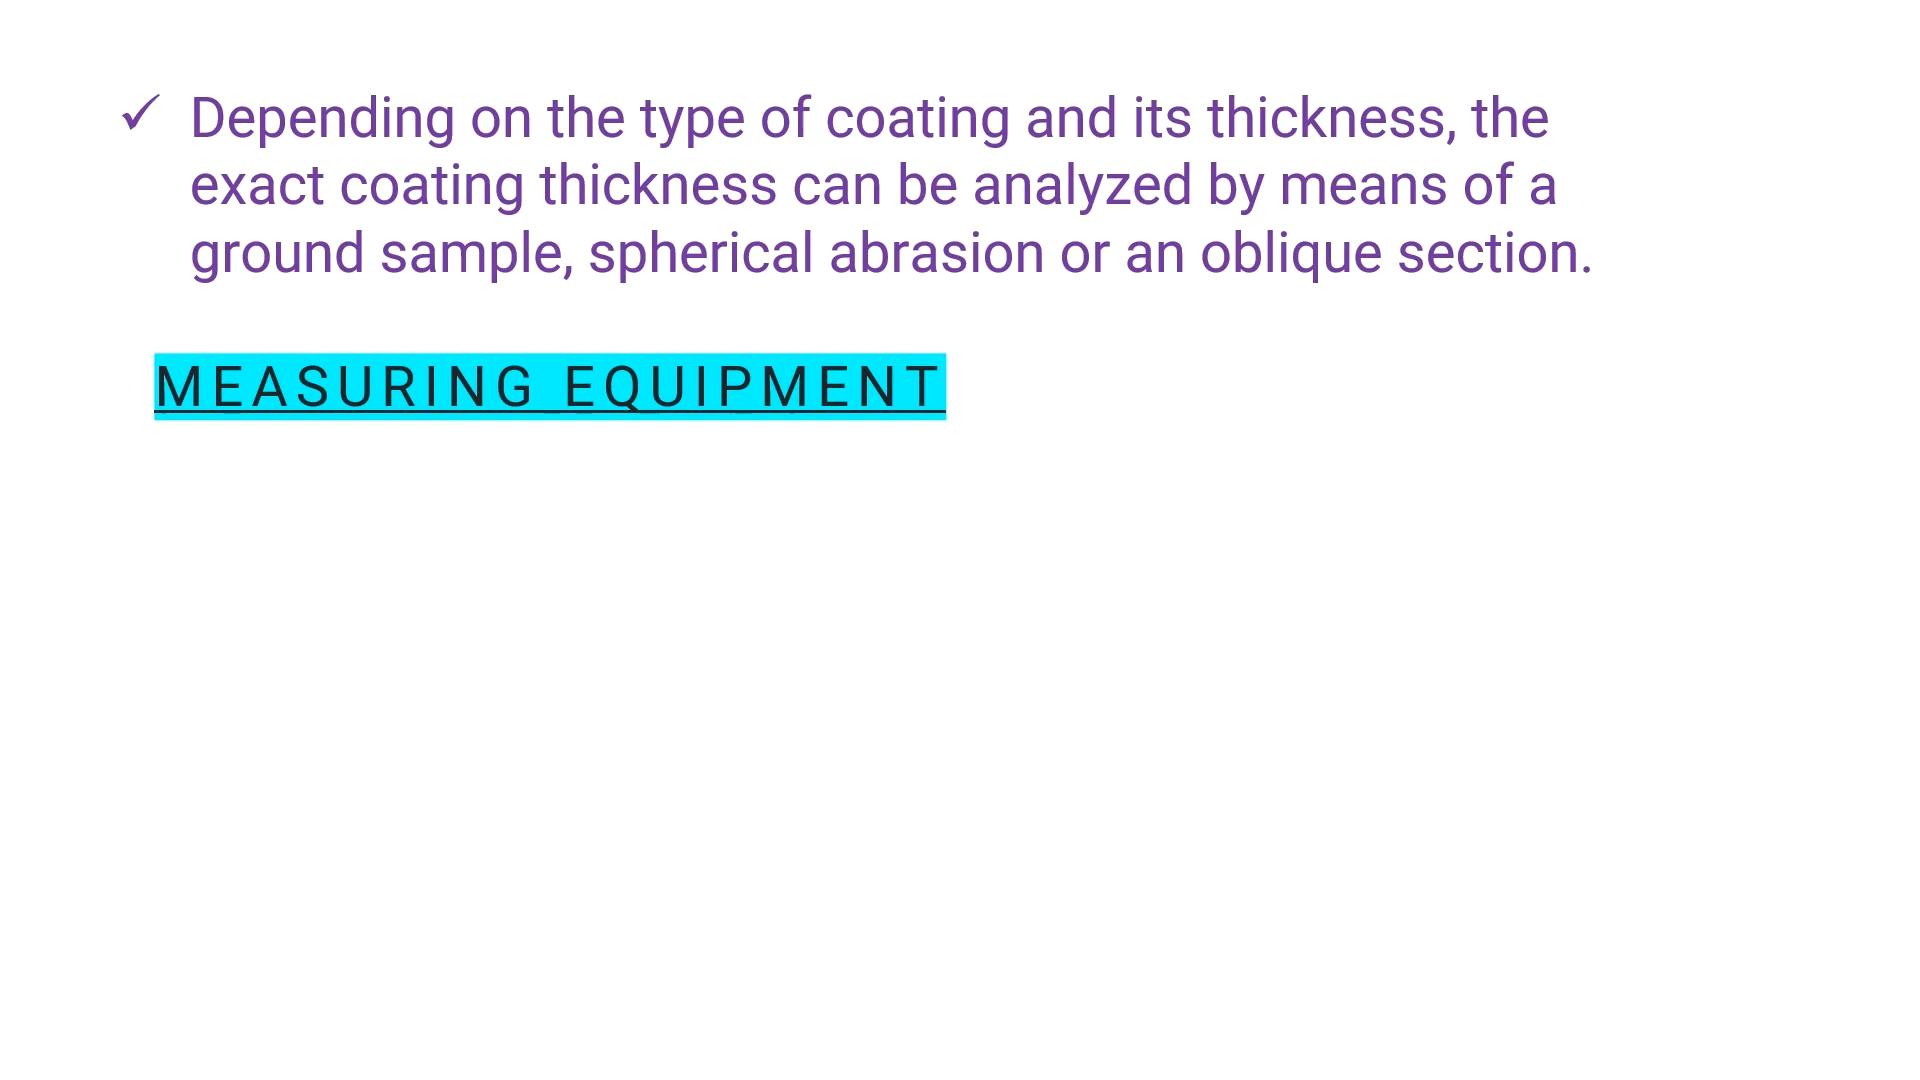 ✓ Depending on the type of coating and its thickness, the
exact coating thickness can be analyzed by means of a
ground sample, spherical abrasion or an oblique section.
MEASURING EQUIPMENT